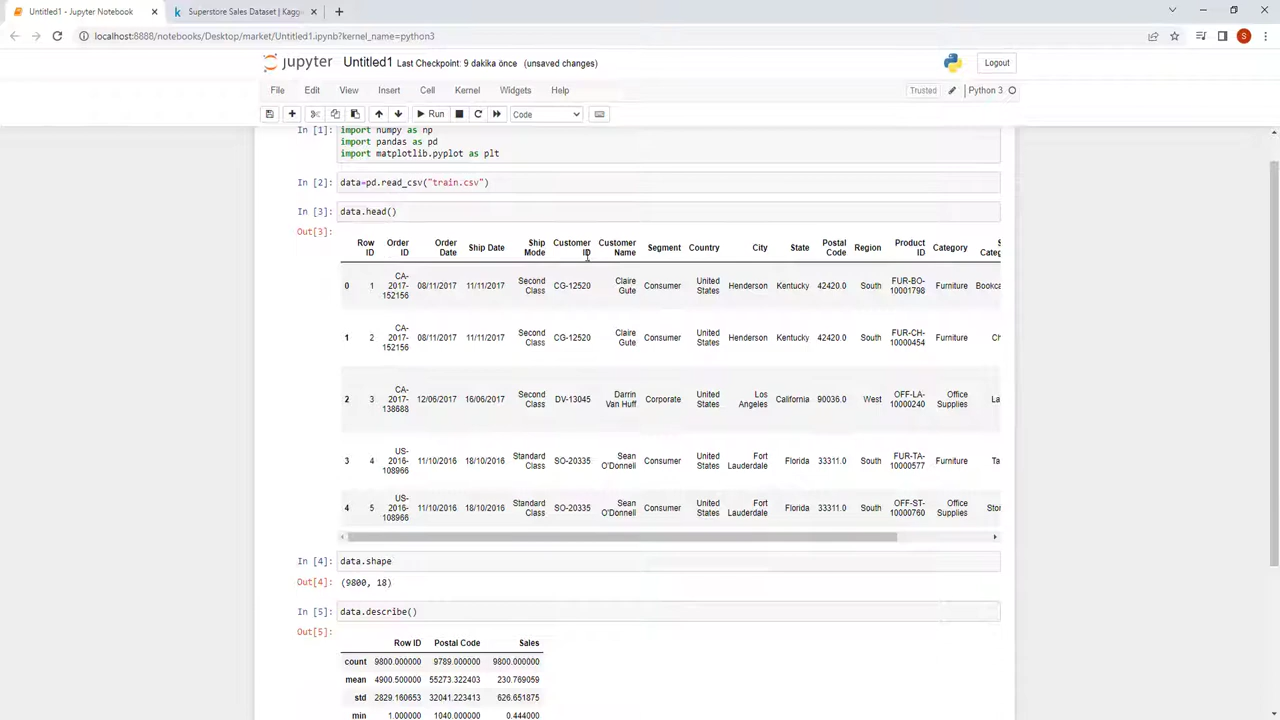 Untitled1 - Jupyter Notebook
Superstore Sales Dataset | Kaggl
localhost:8888/notebooks/Desktop/market/Untitled1.ipynb?kernel_name=python3
S
jupyter Untitled1 Last Checkpoint: 9 dakika önce (unsaved changes)
Logout
File Edit View Insert Cell Kernel Widgets Help
Trusted Python 3
Run Code
In [1]: import numpy as np
import pandas as pd
import matplotlib.pyplot as plt
In [2]: data=pd.read_csv("train.csv")
In [3]: data.head()
Out[3]:
Row Order Order Ship Date Ship Customer Customer Segment Country City State Postal Region Product Category S
ID ID Date Mode ID Name Code ID Categ
0 1 CA-2017-152156 08/11/2017 11/11/2017 Second Class CG-12520 Claire Gute Consumer United States Henderson Kentucky 42420.0 South FUR-BO-10001798 Furniture Bookca
1 2 CA-2017-152156 08/11/2017 11/11/2017 Second Class CG-12520 Claire Gute Consumer United States Henderson Kentucky 42420.0 South FUR-CH-10000454 Furniture Ch
2 3 CA-2017-138688 12/06/2017 16/06/2017 Second Class DV-13045 Darrin Van Huff Corporate United States Los Angeles California 90036.0 West OFF-LA-10000240 Office Supplies La
3 4 US-2016-108966 11/10/2016 18/10/2016 Standard Class SO-20335 Sean O'Donnell Consumer United States Fort Lauderdale Florida 33311.0 South FUR-TA-10000577 Furniture Ta
4 5 US-2016-108966 11/10/2016 18/10/2016 Standard Class SO-20335 Sean O'Donnell Consumer United States Fort Lauderdale Florida 33311.0 South OFF-ST-10000760 Office Supplies Stor
In [4]: data.shape
Out[4]: (9800, 18)
In [5]: data.describe()
Out[5]:
Row ID Postal Code Sales
count 9800.000000 9789.000000 9800.000000
mean 4900.500000 55273.322403 230.769059
std 2829.160653 32041.223413 626.651875
min 1.000000 1040.000000 0.444000